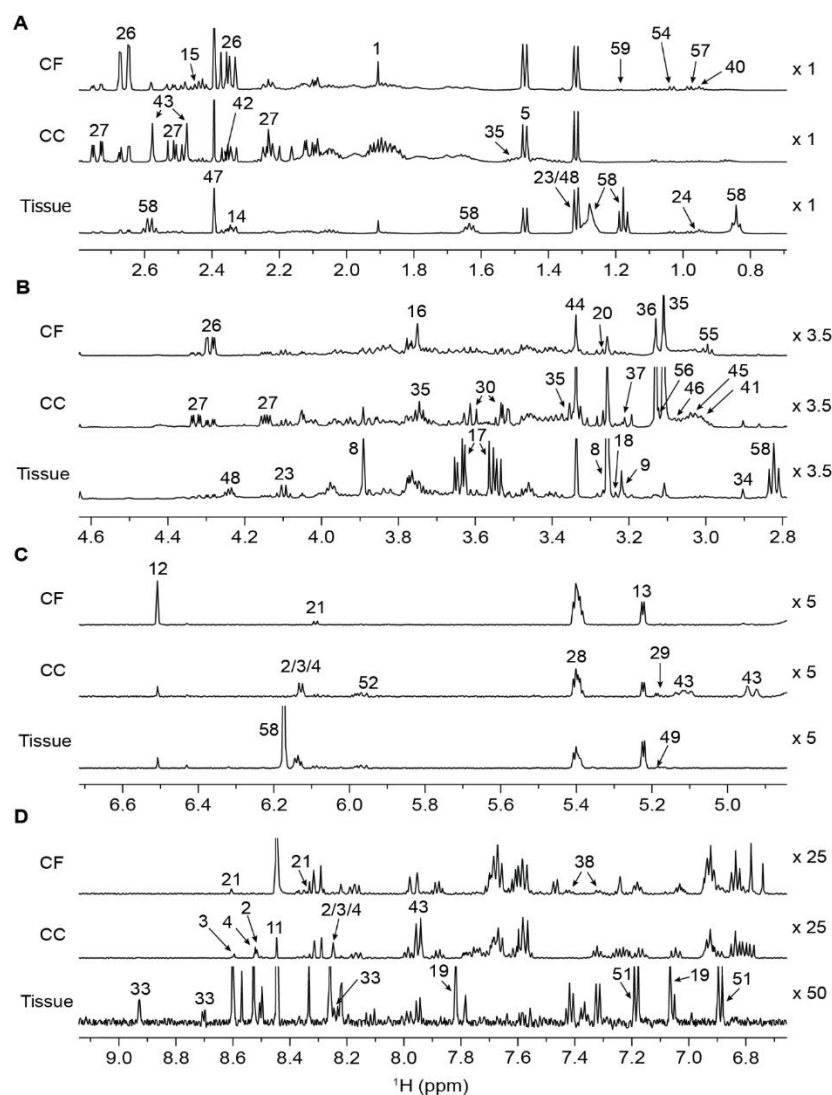 A
CF 26 15 26 1 59 54 57 40 x 1
CC 27 43 27 42 27 35 5 x 1
Tissue 58 47 14 58 23/48 58 24 58 x 1
2.6 2.4 2.2 2.0 1.8 1.6 1.4 1.2 1.0 0.8
B
CF 26 16 44 20 36 35 55 x 3.5
CC 27 27 35 30 35 37 56 46 45 41 x 3.5
Tissue 48 23 8 17 8 18 9 34 58 x 3.5
4.6 4.4 4.2 4.0 3.8 3.6 3.4 3.2 3.0 2.8
C
CF 12 21 13 x 5
CC 2/3/4 52 28 29 43 43 x 5
Tissue 58 49 x 5
6.6 6.4 6.2 6.0 5.8 5.6 5.4 5.2 5.0
D
CF 21 21 38 x 25
CC 3 4 2 11 2/3/4 43 x 25
Tissue 33 33 33 19 51 19 51 x 50
9.0 8.8 8.6 8.4 8.2 8.0 7.8 7.6 7.4 7.2 7.0 6.8
¹H (ppm)